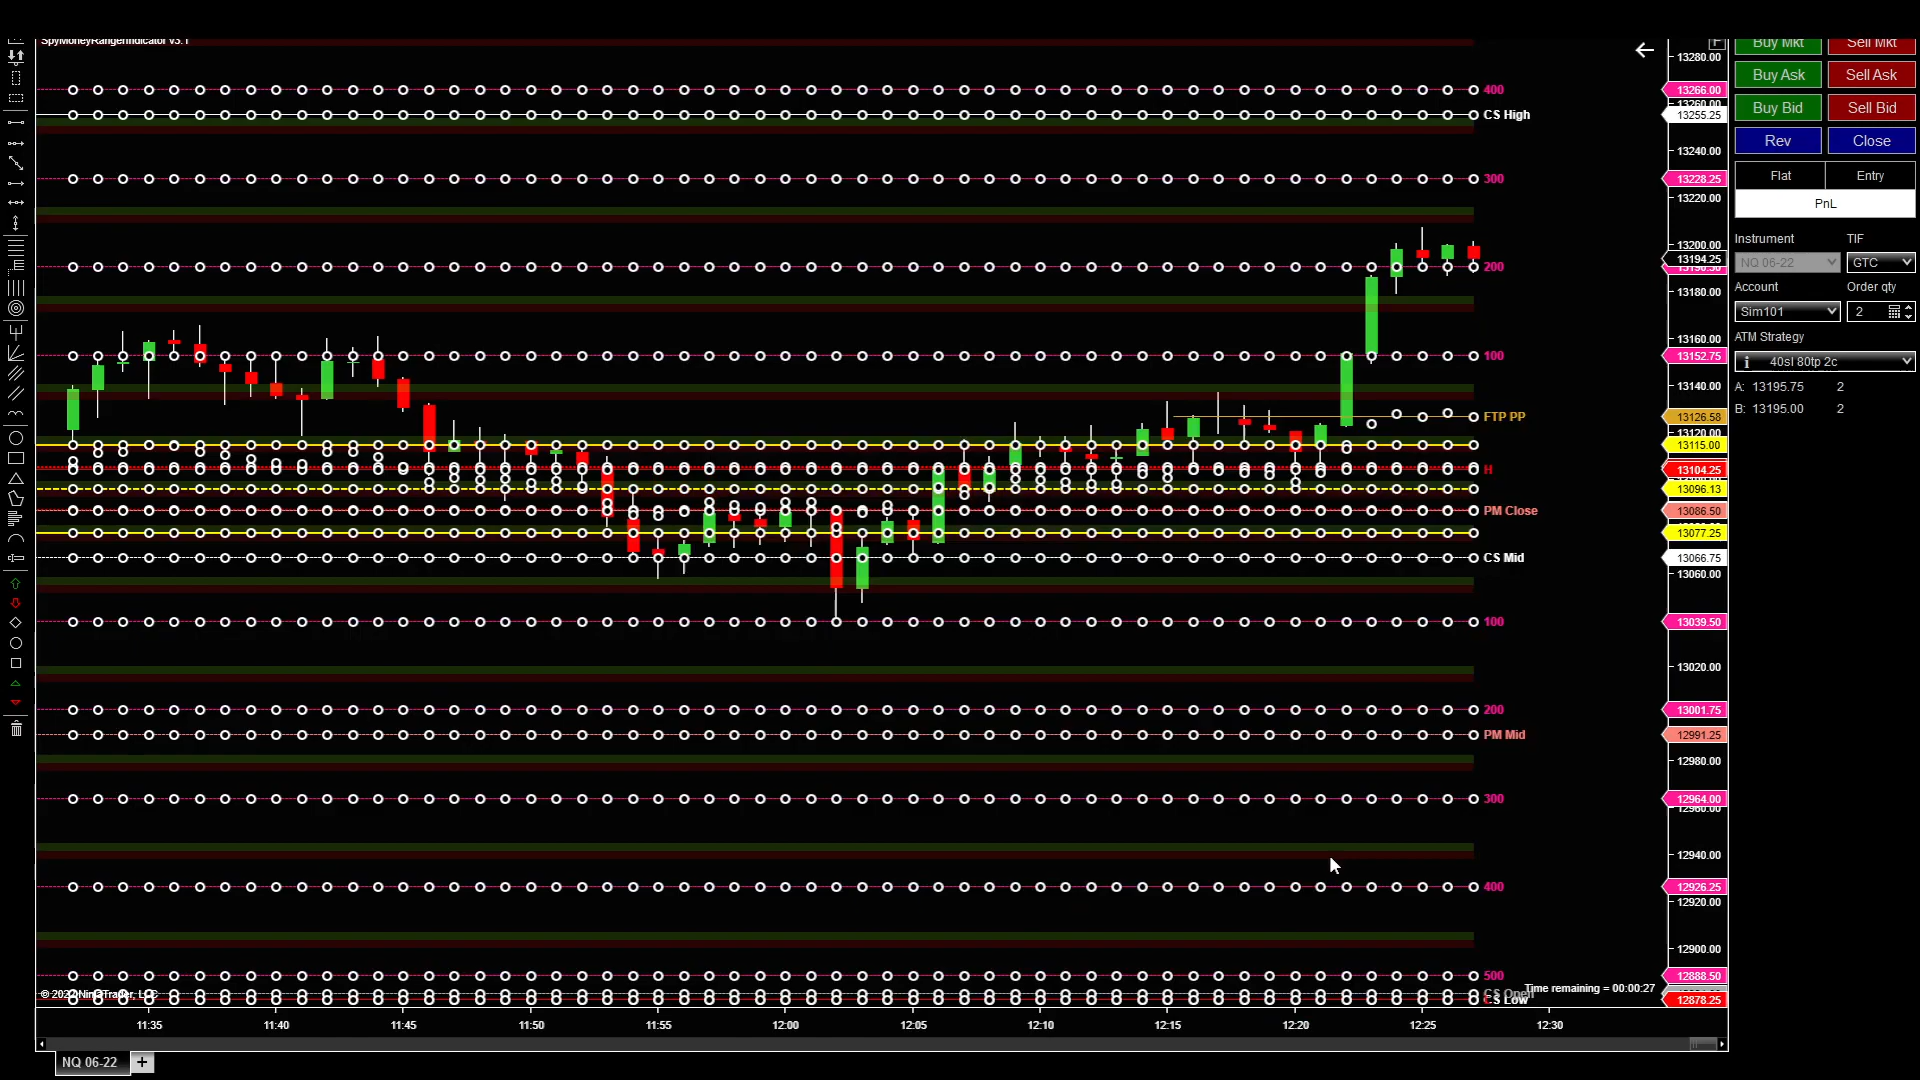 SpyMoneyRangerIndicator v3.1
F
Buy Mkt
Sell Mkt
Buy Ask
Sell Ask
Buy Bid
Sell Bid
Rev
Close
Flat
Entry
PnL
Instrument
TIF
NQ 06-22
GTC
Account
Order qty
Sim101
2
ATM Strategy
40sl 80tp 2c
A: 13195.75 2
B: 13195.00 2
400
CS High
300
200
100
FTP PP
H
PM Close
CS Mid
100
200
PM Mid
300
400
500
CS Open
CS Low
Time remaining = 00:00:27
13280.00
13266.00
13260.00
13255.25
13240.00
13228.25
13220.00
13200.00
13194.25
13180.00
13160.00
13152.75
13140.00
13126.58
13120.00
13115.00
13104.25
13096.13
13086.50
13077.25
13066.75
13060.00
13039.50
13020.00
13001.75
12991.25
12980.00
12964.00
12960.00
12940.00
12926.25
12920.00
12900.00
12888.50
12878.25
© 2022 NinjaTrader, LLC
11:35
11:40
11:45
11:50
11:55
12:00
12:05
12:10
12:15
12:20
12:25
12:30
NQ 06-22
+